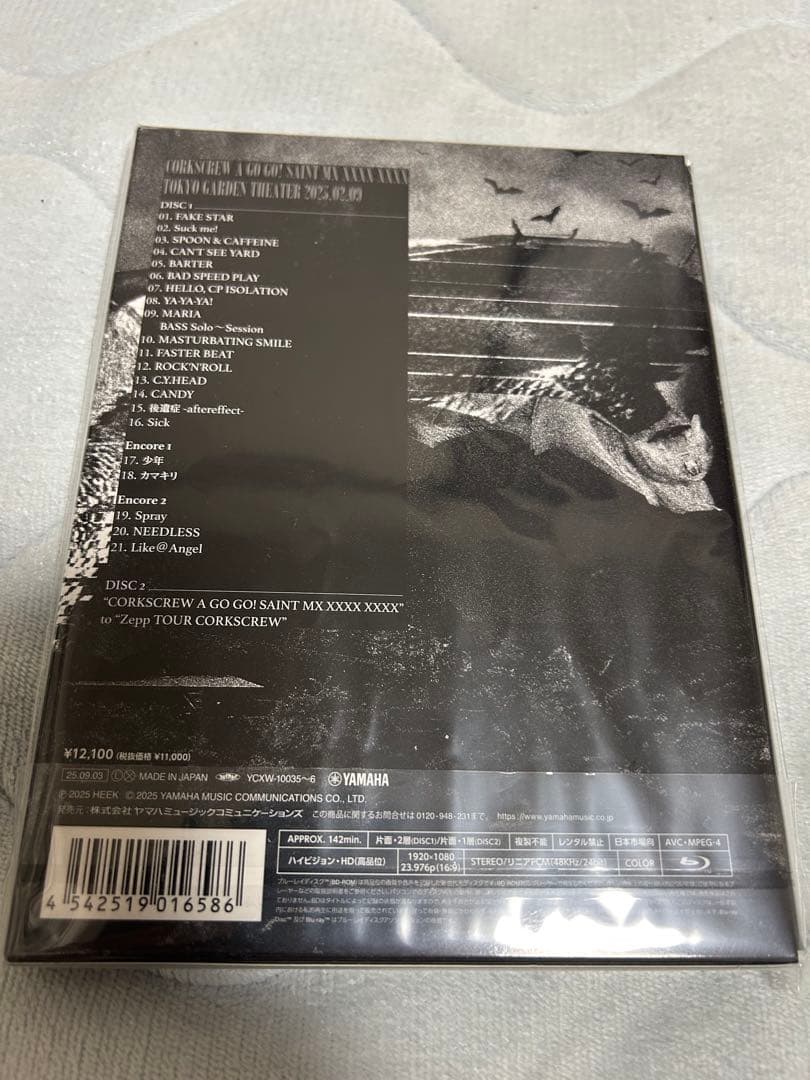 CORKSCREW A GO GO! SAINT MX XXXX XXXX
TOKYO GARDEN THEATER 2025.02.09
DISC 1
01. FAKE STAR
02. Suck me!
03. SPOON & CAFFEINE
04. CAN'T SEE YARD
05. BARTER
06. BAD SPEED PLAY
07. HELLO, CP ISOLATION
08. YA-YA-YA!
09. MARIA
BASS Solo～Session
10. MASTURBATING SMILE
11. FASTER BEAT
12. ROCK'N'ROLL
13. C.Y.HEAD
14. CANDY
15. 後遺症 -aftereffect-
16. Sick
Encore 1
17. 少年
18. カマキリ
Encore 2
19. Spray
20. NEEDLESS
21. Like@Angel
DISC 2
"CORKSCREW A GO GO! SAINT MX XXXX XXXX"
to "Zepp TOUR CORKSCREW"
¥12,100 (税抜価格 ¥11,000)
25.09.03 MADE IN JAPAN YCXW-10035～6 YAMAHA
Ⓟ2025 HEEK ©2025 YAMAHA MUSIC COMMUNICATIONS CO., LTD.
発売元：株式会社ヤマハミュージックコミュニケーションズ この商品に関するお問合せは 0120-948-231まで。 https://www.yamahamusic.co.jp
APPROX. 142min. 片面・2層(DISC1)/片面・1層(DISC2) 複製不能 レンタル禁止 日本市場向 AVC・MPEG-4
ハイビジョン・HD(高品位) 1920×1080 23.976p(16:9) STEREO/リニアPCM(48KHz/24bit) COLOR
4 542519 016586